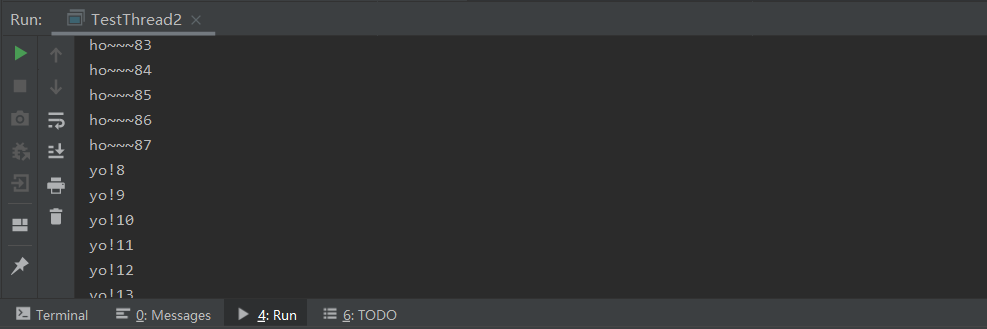 Run: TestThread2
ho~~~83
ho~~~84
ho~~~85
ho~~~86
ho~~~87
yo!8
yo!9
yo!10
yo!11
yo!12
yo!13
Terminal 0: Messages 4: Run 6: TODO